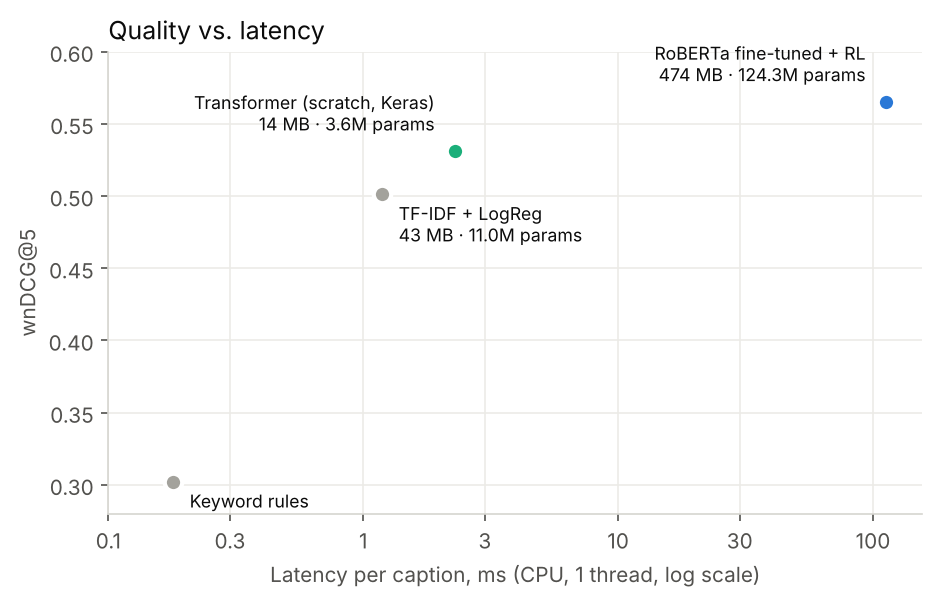 Quality vs. latency
0.60
RoBERTa fine-tuned + RL
474 MB · 124.3M params
Transformer (scratch, Keras)
14 MB · 3.6M params
0.55
0.50
TF-IDF + LogReg
43 MB · 11.0M params
wnDCG@5
0.45
0.40
0.35
0.30
Keyword rules
0.1 0.3 1 3 10 30 100
Latency per caption, ms (CPU, 1 thread, log scale)